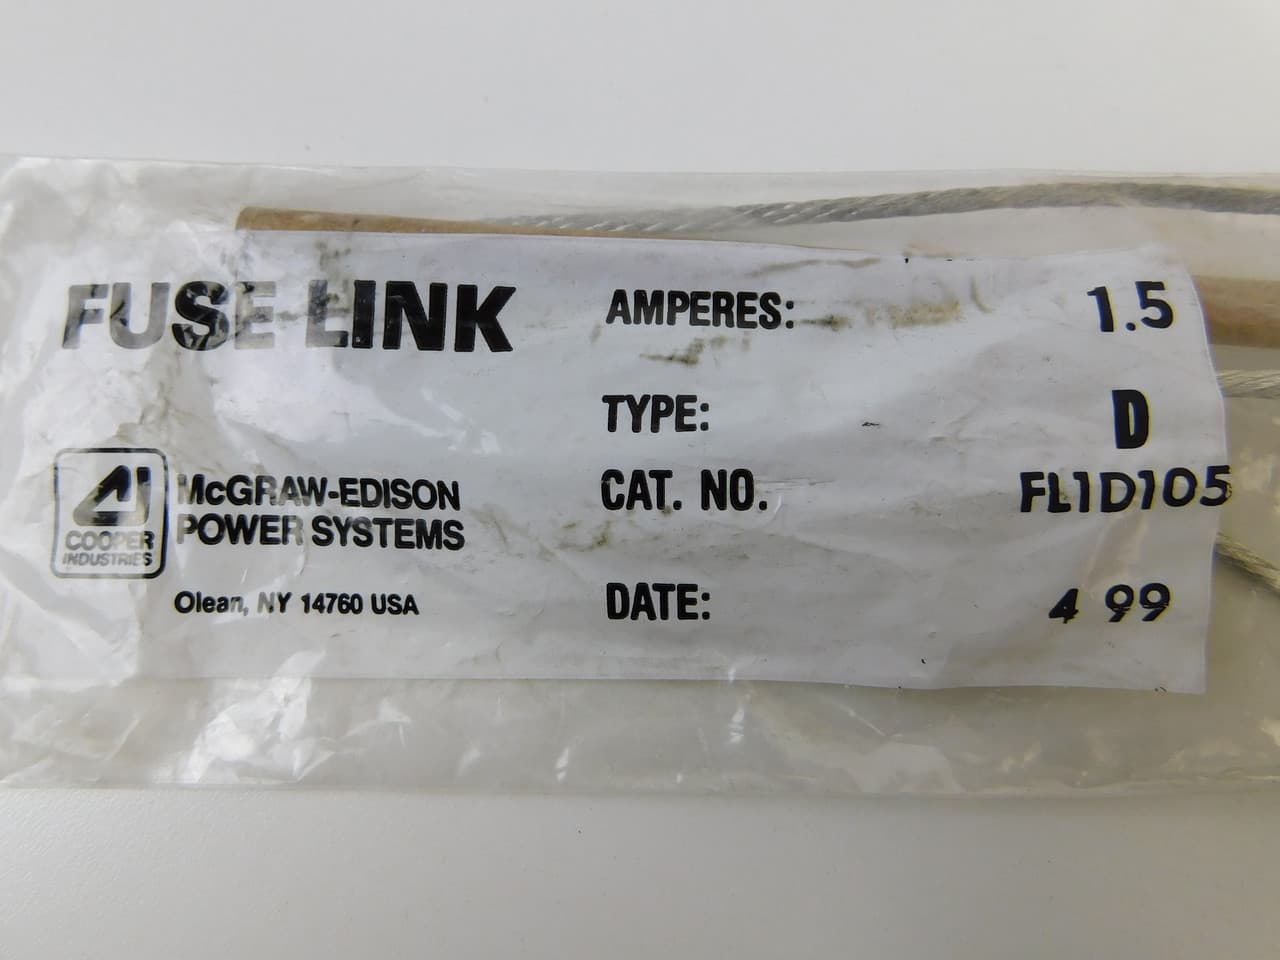 FUSE LINK
AMPERES: 1.5
TYPE: D
CAT. NO. FL1D105
DATE: 4 99
COOPER
INDUSTRIES
McGRAW-EDISON
POWER SYSTEMS
Olean, NY 14760 USA